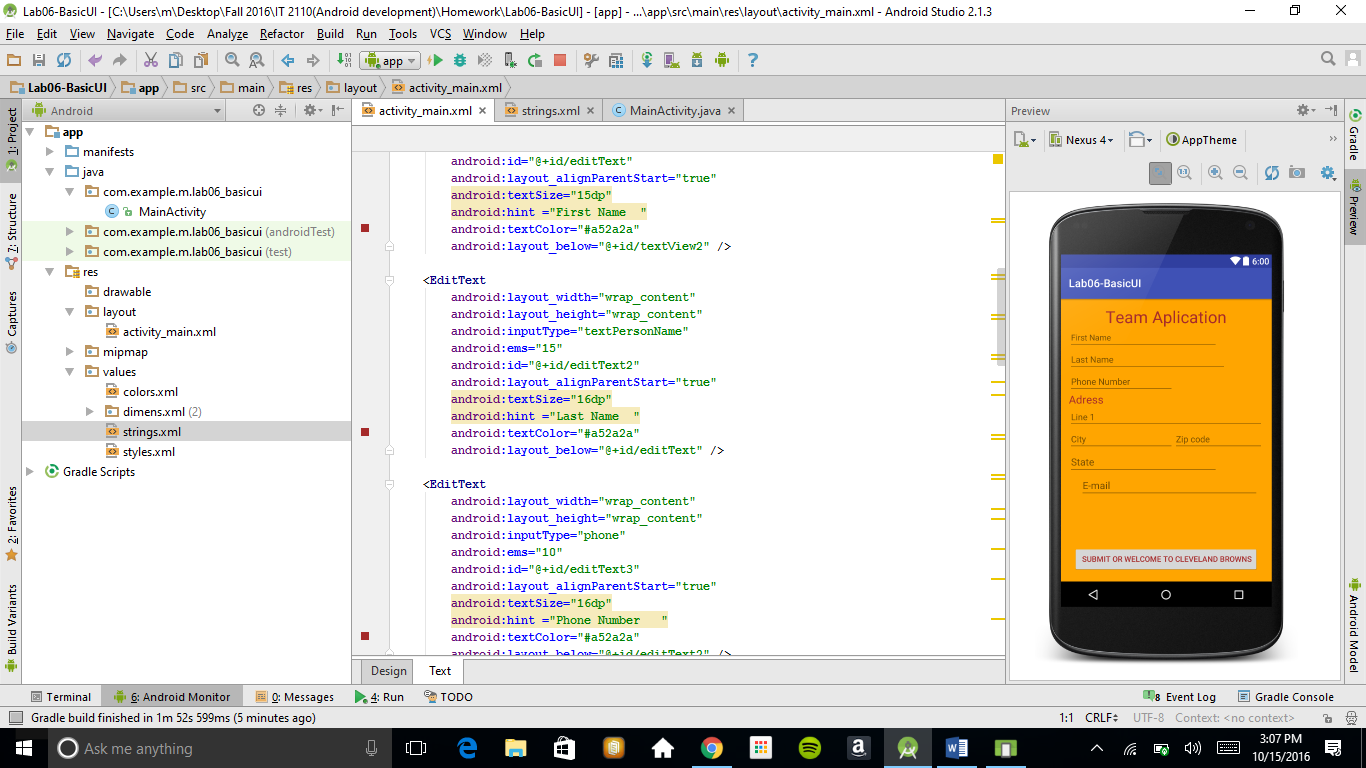 Lab06-BasicUI - [C:\Users\m\Desktop\Fall 2016\IT 2110(Android development)\Homework\Lab06-BasicUI] - [app] - ...\app\src\main\res\layout\activity_main.xml - Android Studio 2.1.3
File Edit View Navigate Code Analyze Refactor Build Run Tools VCS Window Help
app
Lab06-BasicUI app src main res layout activity_main.xml
1: Project
7: Structure
Captures
2: Favorites
Build Variants
Android
app
manifests
java
com.example.m.lab06_basicui
MainActivity
com.example.m.lab06_basicui (androidTest)
com.example.m.lab06_basicui (test)
res
drawable
layout
activity_main.xml
mipmap
values
colors.xml
dimens.xml (2)
strings.xml
styles.xml
Gradle Scripts
activity_main.xml strings.xml MainActivity.java
android:id="@+id/editText"
android:layout_alignParentStart="true"
android:textSize="15dp"
android:hint ="First Name  "
android:textColor="#a52a2a"
android:layout_below="@+id/textView2" />
<EditText
android:layout_width="wrap_content"
android:layout_height="wrap_content"
android:inputType="textPersonName"
android:ems="15"
android:id="@+id/editText2"
android:layout_alignParentStart="true"
android:textSize="16dp"
android:hint ="Last Name  "
android:textColor="#a52a2a"
android:layout_below="@+id/editText" />
<EditText
android:layout_width="wrap_content"
android:layout_height="wrap_content"
android:inputType="phone"
android:ems="10"
android:id="@+id/editText3"
android:layout_alignParentStart="true"
android:textSize="16dp"
android:hint ="Phone Number   "
android:textColor="#a52a2a"
android:layout_below="@+id/editText2" />
Design Text
Preview
Nexus 4 AppTheme
6:00
Lab06-BasicUI
Team Aplication
First Name
Last Name
Phone Number
Adress
Line 1
City Zip code
State
E-mail
SUBMIT OR WELCOME TO CLEVELAND BROWNS
Gradle
Preview
Android Model
Terminal 6: Android Monitor 0: Messages 4: Run TODO 8 Event Log Gradle Console
Gradle build finished in 1m 52s 599ms (5 minutes ago) 1:1 CRLF UTF-8 Context: <no context>
Ask me anything
3:07 PM
10/15/2016